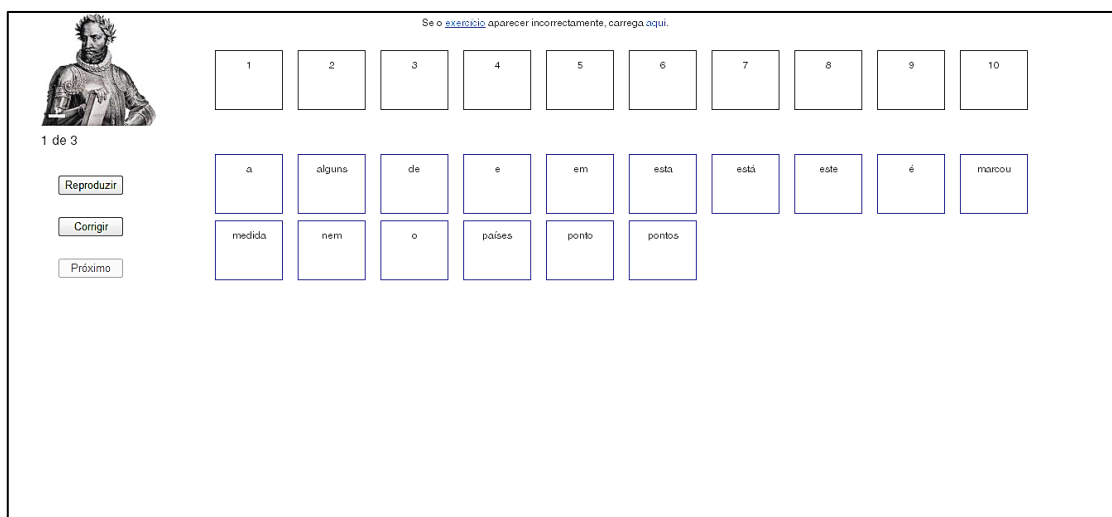 Se o exercício aparecer incorrectamente, carrega aqui.
1 2 3 4 5 6 7 8 9 10
1 de 3
a alguns de e em esta está este é marcou
Reproduzir
medida nem o países ponto pontos
Corrigir
Próximo